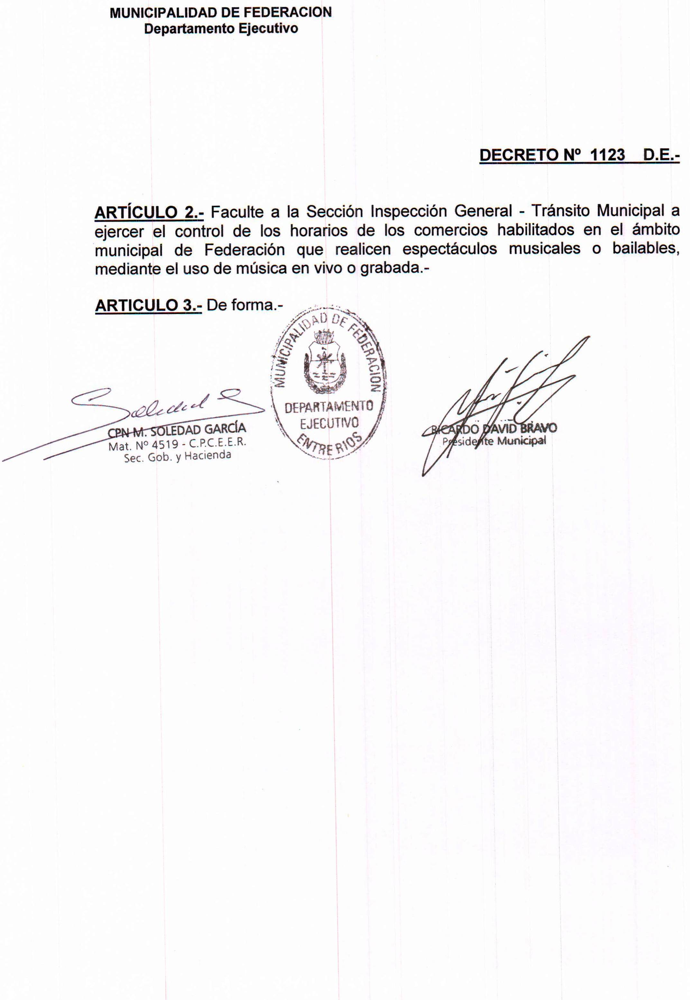 MUNICIPALIDAD DE FEDERACION
Departamento Ejecutivo
DECRETO Nº 1123 D.E.-
ARTÍCULO 2.- Faculte a la Sección Inspección General - Tránsito Municipal a
ejercer el control de los horarios de los comercios habilitados en el ámbito
municipal de Federación que realicen espectáculos musicales o bailables,
mediante el uso de música en vivo o grabada.-
ARTICULO 3.- De forma.-
MUNICIPALIDAD DE FEDERACION
DEPARTAMENTO
EJECUTIVO
ENTRE RIOS
Soledad G
CPN M. SOLEDAD GARCÍA
Mat. Nº 4519 - C.P.C.E.E.R.
Sec. Gob. y Hacienda
RICARDO DAVID BRAVO
Presidente Municipal